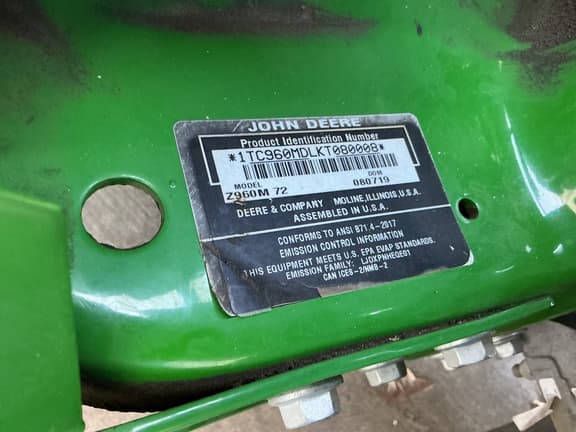 JOHN DEERE
Product Identification Number
*1TC960MDLKT080008*
MODEL DOM
Z960M 72 080719
DEERE & COMPANY MOLINE, ILLINOIS, U.S.A.
ASSEMBLED IN U.S.A.
CONFORMS TO ANSI B71.4-2017
EMISSION CONTROL INFORMATION
THIS EQUIPMENT MEETS U.S. EPA EVAP STANDARDS.
EMISSION FAMILY: LJDXPNHEQE01
CAN ICES-2/NMB-2